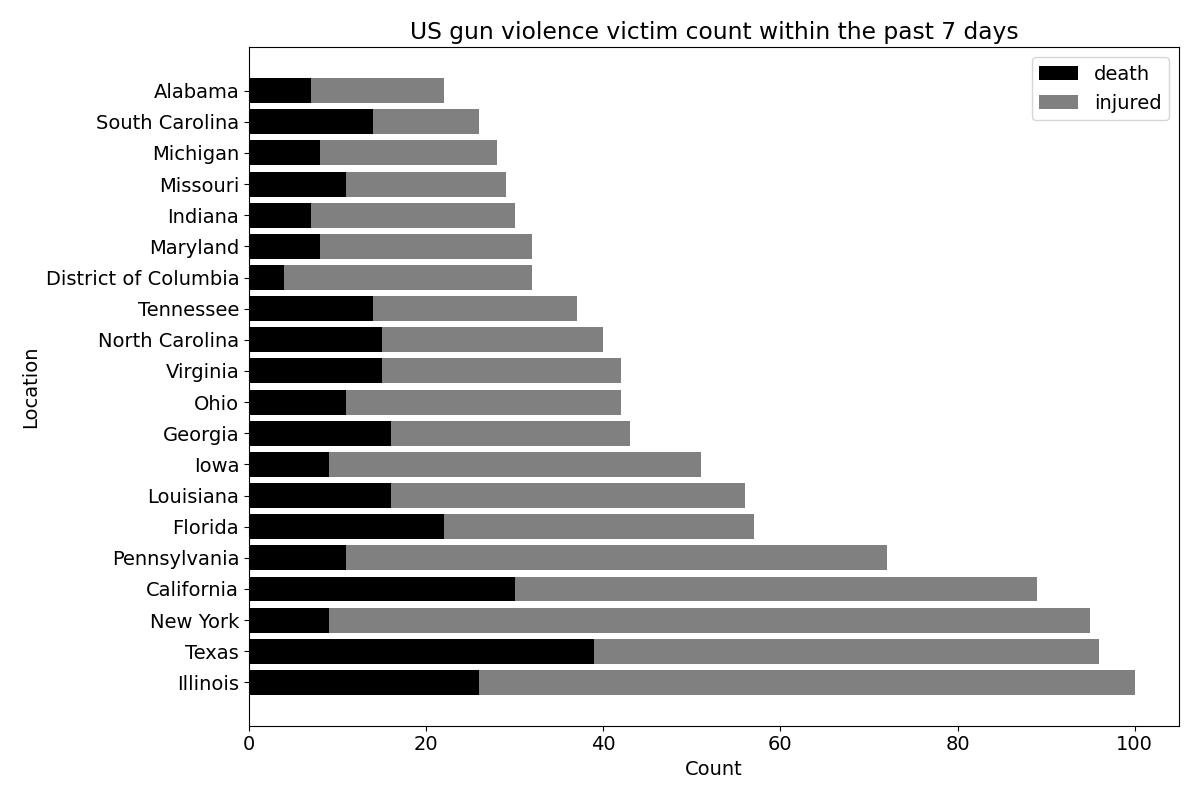 US gun violence victim count within the past 7 days
death
injured
Alabama
South Carolina
Michigan
Missouri
Indiana
Maryland
District of Columbia
Tennessee
North Carolina
Virginia
Ohio
Georgia
Iowa
Louisiana
Florida
Pennsylvania
California
New York
Texas
Illinois
Location
0 20 40 60 80 100
Count